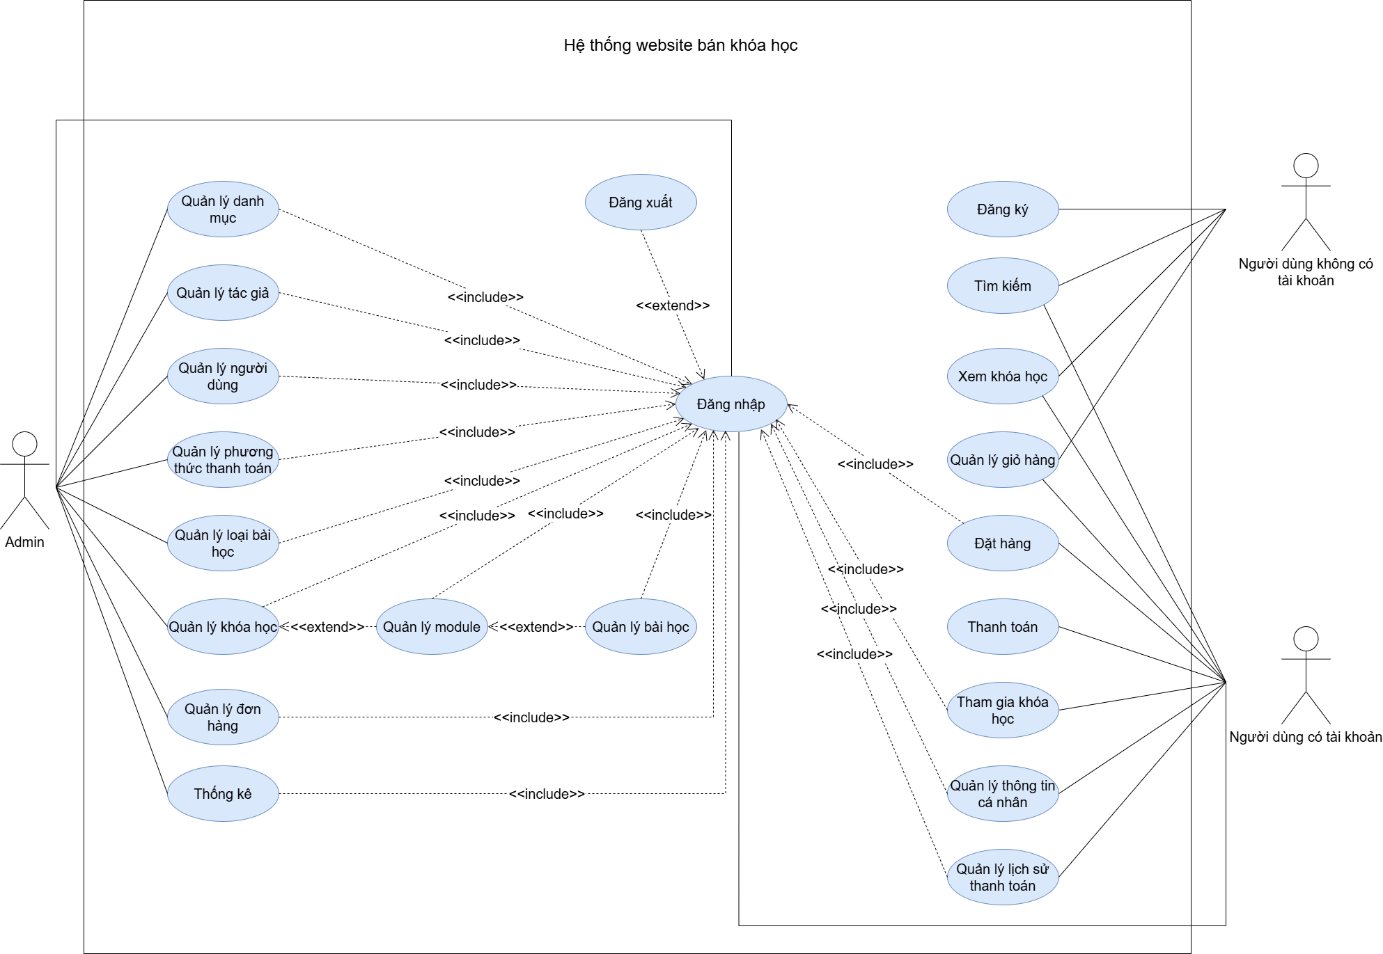 Hệ thống website bán khóa học
Quản lý danh
mục
Đăng xuất
Đăng ký
Người dùng không có
tài khoản
Tìm kiếm
Quản lý tác giả
<<include>>
<<extend>>
<<include>>
Quản lý người
dùng
<<include>>
Xem khóa học
Đăng nhập
<<include>>
Quản lý phương
thức thanh toán
<<include>>
Quản lý giỏ hàng
<<include>>
<<include>>
<<include>>
<<include>>
Quản lý loại bài
học
Đặt hàng
Admin
<<include>>
<<include>>
Quản lý khóa học
<<extend>>
Quản lý module
<<extend>>
Quản lý bài học
Thanh toán
<<include>>
Quản lý đơn
hàng
<<include>>
Tham gia khóa
học
Người dùng có tài khoản
Thống kê
<<include>>
Quản lý thông tin
cá nhân
Quản lý lịch sử
thanh toán